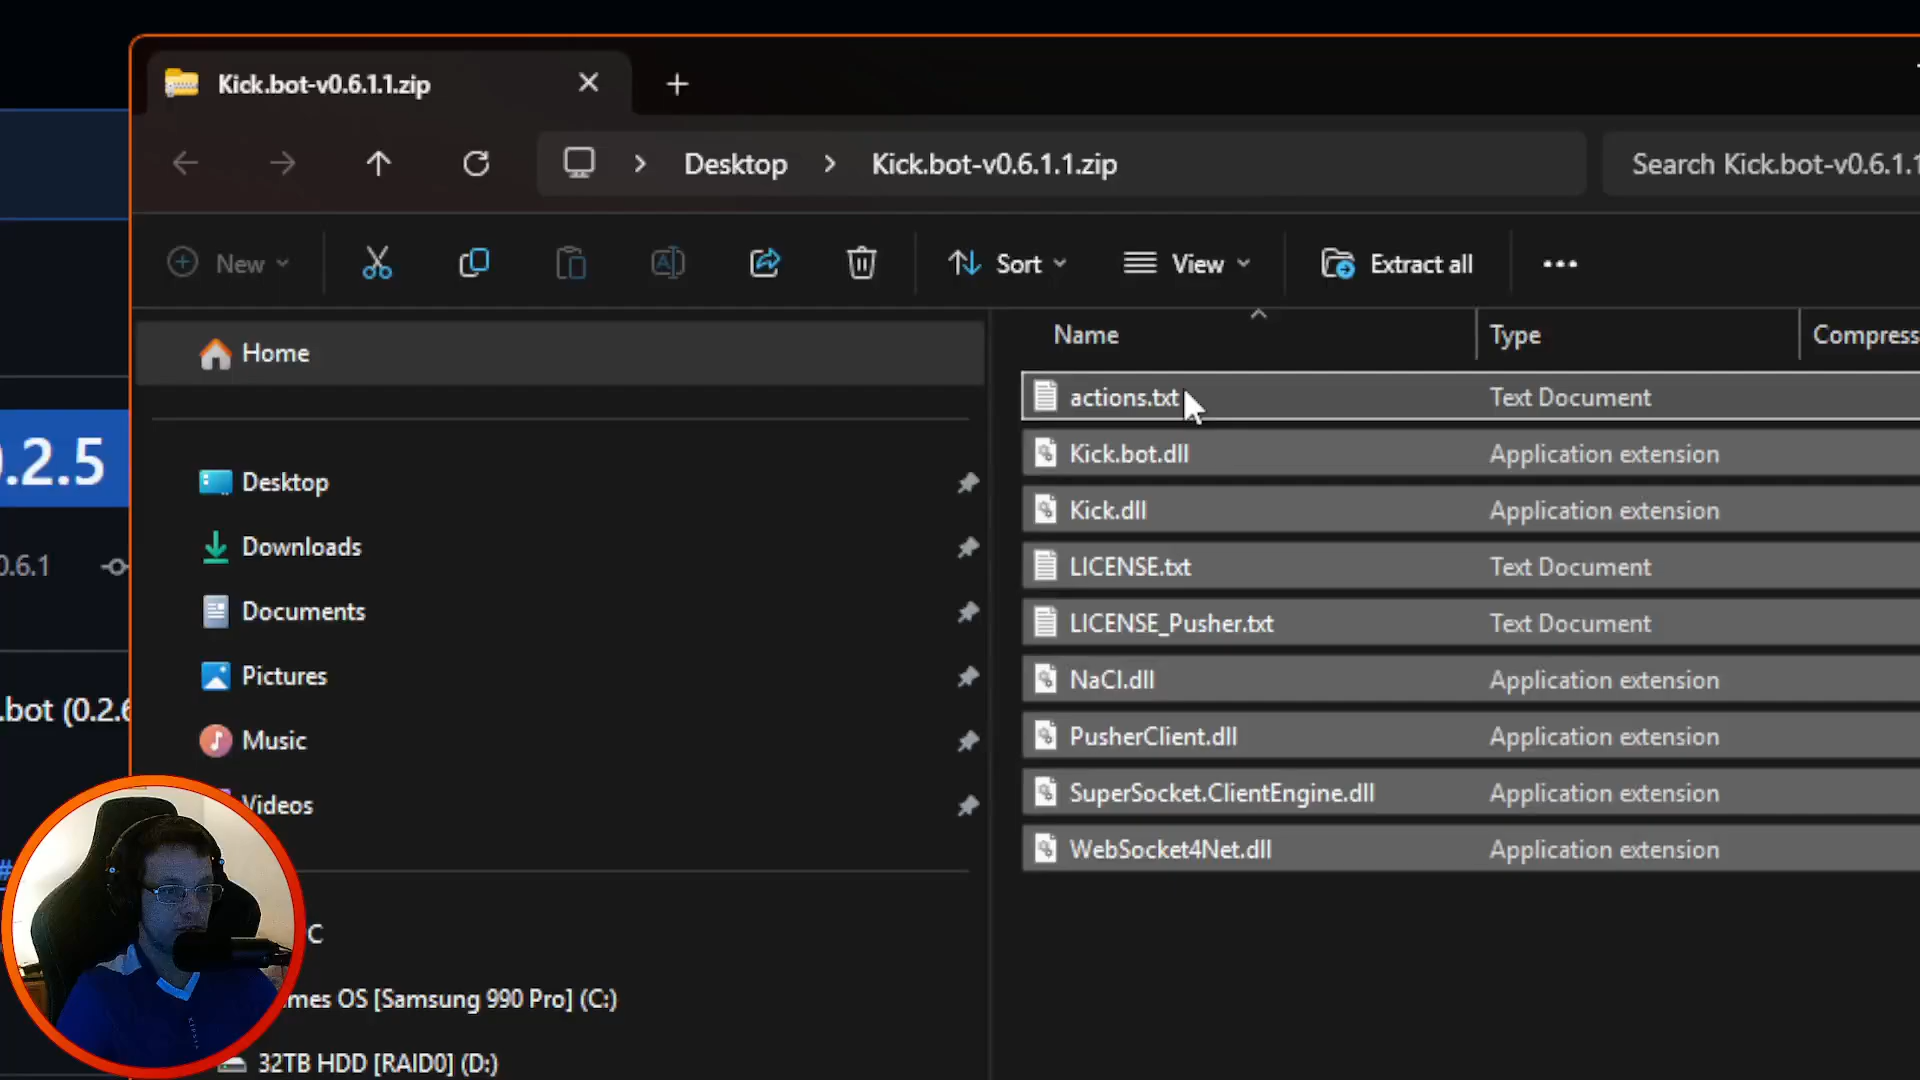 Kick.bot-v0.6.1.1.zip
Desktop
Kick.bot-v0.6.1.1.zip
Search Kick.bot-v0.6.1.1
New
Sort
View
Extract all
Home
Desktop
Downloads
Documents
Pictures
Music
Videos
C
mes OS [Samsung 990 Pro] (C:)
32TB HDD [RAID0] (D:)
Name
Type
Compress
actions.txt
Text Document
Kick.bot.dll
Application extension
Kick.dll
Application extension
LICENSE.txt
Text Document
LICENSE_Pusher.txt
Text Document
NaCl.dll
Application extension
PusherClient.dll
Application extension
SuperSocket.ClientEngine.dll
Application extension
WebSocket4Net.dll
Application extension
.2.5
0.6.1
.bot (0.2.6
#